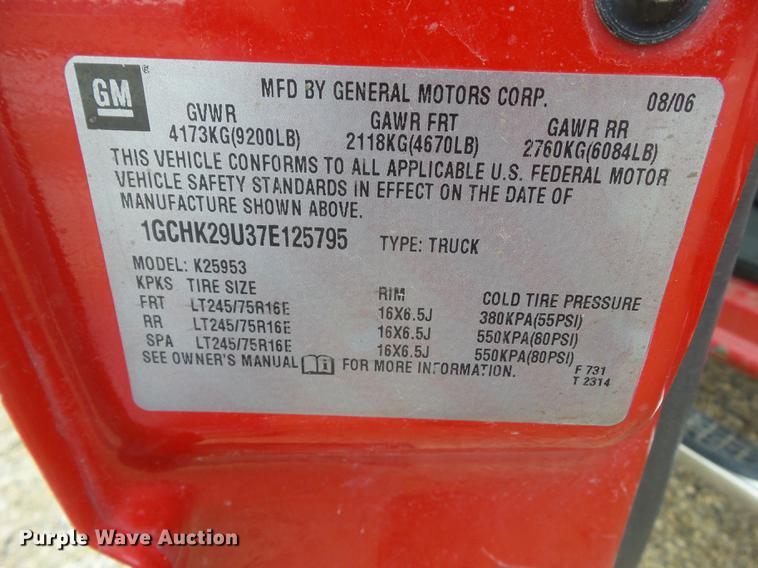 GM
MFD BY GENERAL MOTORS CORP. 08/06
GVWR GAWR FRT GAWR RR
4173KG(9200LB) 2118KG(4670LB) 2760KG(6084LB)
THIS VEHICLE CONFORMS TO ALL APPLICABLE U.S. FEDERAL MOTOR
VEHICLE SAFETY STANDARDS IN EFFECT ON THE DATE OF
MANUFACTURE SHOWN ABOVE.
1GCHK29U37E125795 TYPE: TRUCK
MODEL: K25953
KPKS TIRE SIZE RIM COLD TIRE PRESSURE
FRT LT245/75R16E 16X6.5J 380KPA(55PSI)
RR LT245/75R16E 16X6.5J 550KPA(80PSI)
SPA LT245/75R16E 16X6.5J 550KPA(80PSI)
SEE OWNER'S MANUAL FOR MORE INFORMATION.
F 731
T 2314
Purple Wave Auction